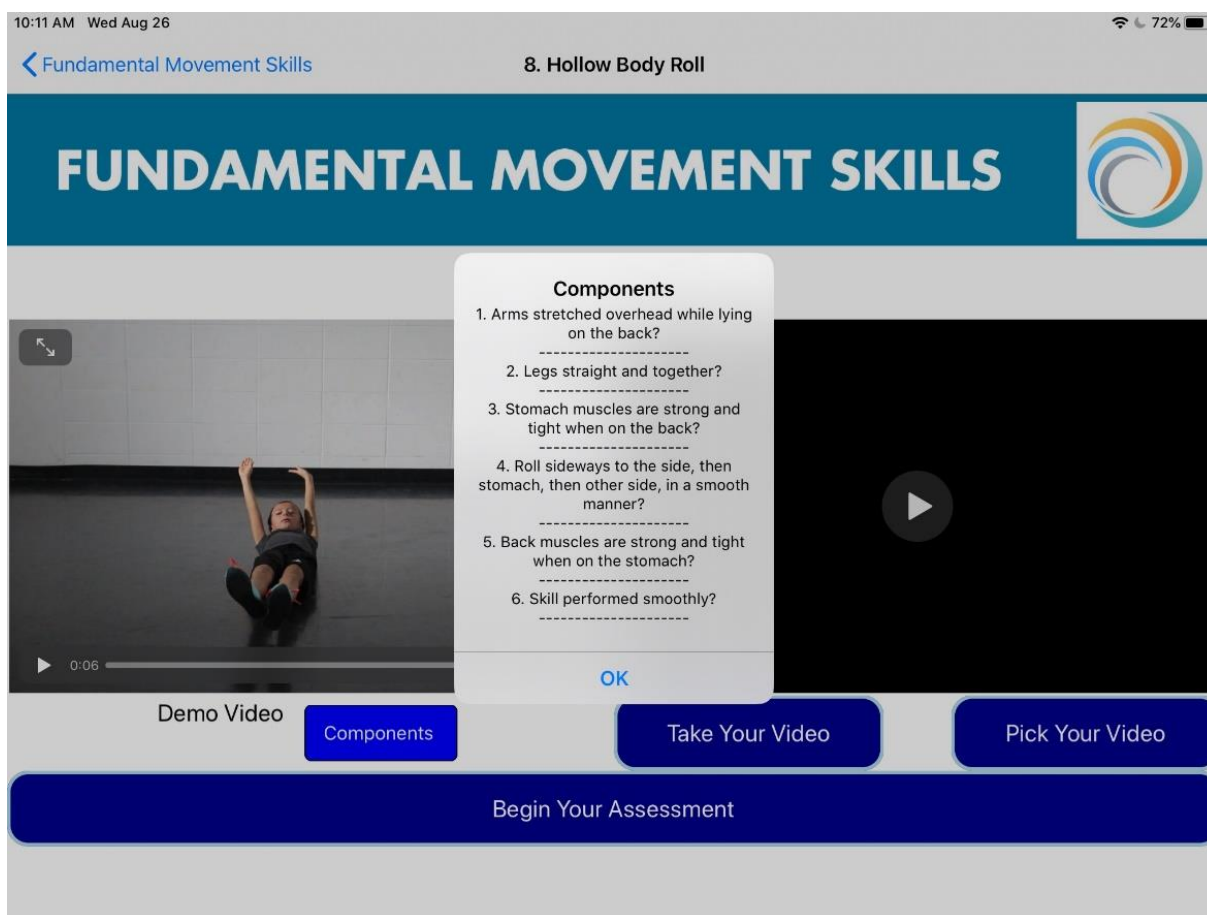 10:11 AM Wed Aug 26
72%
Fundamental Movement Skills
8. Hollow Body Roll
FUNDAMENTAL MOVEMENT SKILLS
Components
1. Arms stretched overhead while lying
on the back?
---------------------
2. Legs straight and together?
---------------------
3. Stomach muscles are strong and
tight when on the back?
---------------------
4. Roll sideways to the side, then
stomach, then other side, in a smooth
manner?
---------------------
5. Back muscles are strong and tight
when on the stomach?
---------------------
6. Skill performed smoothly?
---------------------
OK
0:06
Demo Video
Components
Take Your Video
Pick Your Video
Begin Your Assessment